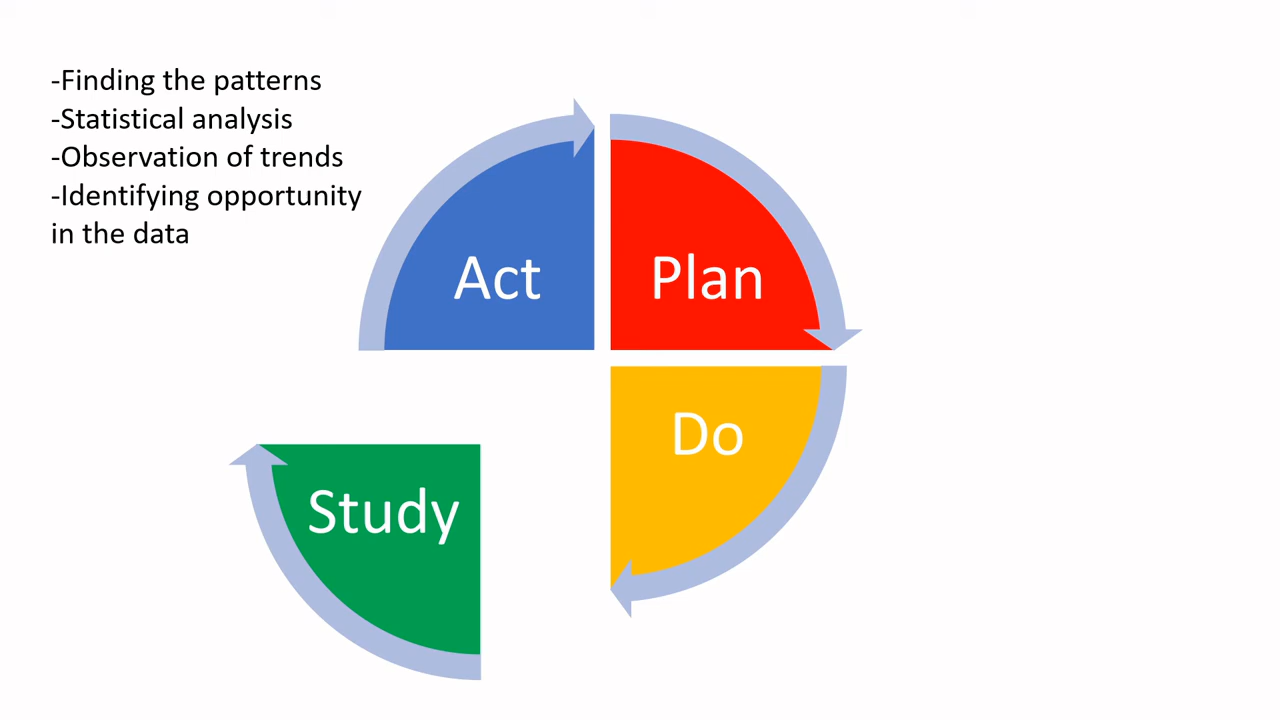 -Finding the patterns
-Statistical analysis
-Observation of trends
-Identifying opportunity
in the data
Act
Plan
Do
Study